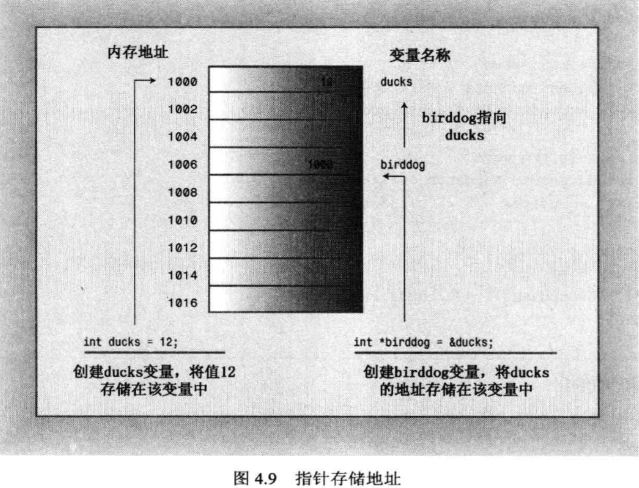 内存地址
变量名称
1000
ducks
1002
birddog指向
ducks
1004
1006 1000 birddog
1008
1010
1012
1014
1016
int ducks = 12;
int *birddog = &ducks;
创建ducks变量，将值12
存储在该变量中
创建birddog变量，将ducks
的地址存储在该变量中
图 4.9 指针存储地址